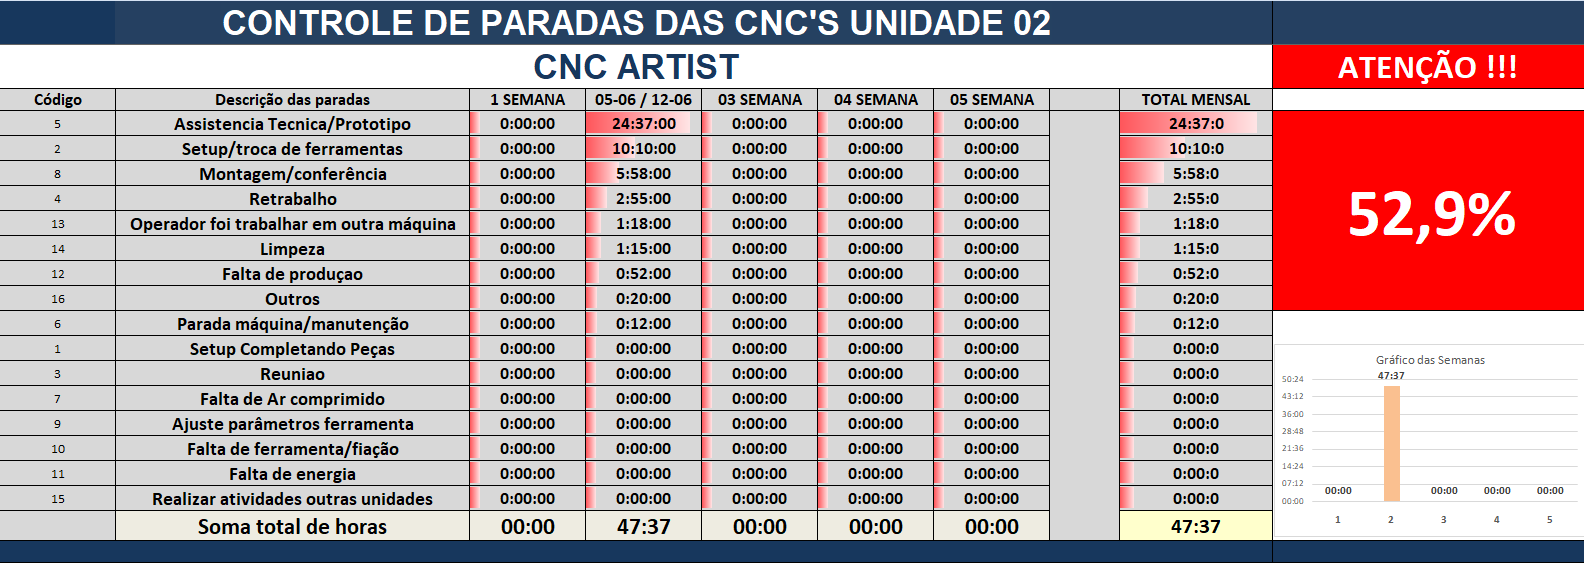 CONTROLE DE PARADAS DAS CNC'S UNIDADE 02
CNC ARTIST
ATENÇÃO !!!
Código Descrição das paradas 1 SEMANA 05-06 / 12-06 03 SEMANA 04 SEMANA 05 SEMANA TOTAL MENSAL
5 Assistencia Tecnica/Prototipo 0:00:00 24:37:00 0:00:00 0:00:00 0:00:00 24:37:0
2 Setup/troca de ferramentas 0:00:00 10:10:00 0:00:00 0:00:00 0:00:00 10:10:0
8 Montagem/conferência 0:00:00 5:58:00 0:00:00 0:00:00 0:00:00 5:58:0
4 Retrabalho 0:00:00 2:55:00 0:00:00 0:00:00 0:00:00 2:55:0
13 Operador foi trabalhar em outra máquina 0:00:00 1:18:00 0:00:00 0:00:00 0:00:00 1:18:0
14 Limpeza 0:00:00 1:15:00 0:00:00 0:00:00 0:00:00 1:15:0
12 Falta de produçao 0:00:00 0:52:00 0:00:00 0:00:00 0:00:00 0:52:0
16 Outros 0:00:00 0:20:00 0:00:00 0:00:00 0:00:00 0:20:0
6 Parada máquina/manutenção 0:00:00 0:12:00 0:00:00 0:00:00 0:00:00 0:12:0
1 Setup Completando Peças 0:00:00 0:00:00 0:00:00 0:00:00 0:00:00 0:00:0
3 Reuniao 0:00:00 0:00:00 0:00:00 0:00:00 0:00:00 0:00:0
7 Falta de Ar comprimido 0:00:00 0:00:00 0:00:00 0:00:00 0:00:00 0:00:0
9 Ajuste parâmetros ferramenta 0:00:00 0:00:00 0:00:00 0:00:00 0:00:00 0:00:0
10 Falta de ferramenta/fiação 0:00:00 0:00:00 0:00:00 0:00:00 0:00:00 0:00:0
11 Falta de energia 0:00:00 0:00:00 0:00:00 0:00:00 0:00:00 0:00:0
15 Realizar atividades outras unidades 0:00:00 0:00:00 0:00:00 0:00:00 0:00:00 0:00:0
Soma total de horas 00:00 47:37 00:00 00:00 00:00 47:37
52,9%
Gráfico das Semanas
47:37
50:24
43:12
36:00
28:48
21:36
14:24
07:12
00:00
00:00 00:00 00:00 00:00
1 2 3 4 5